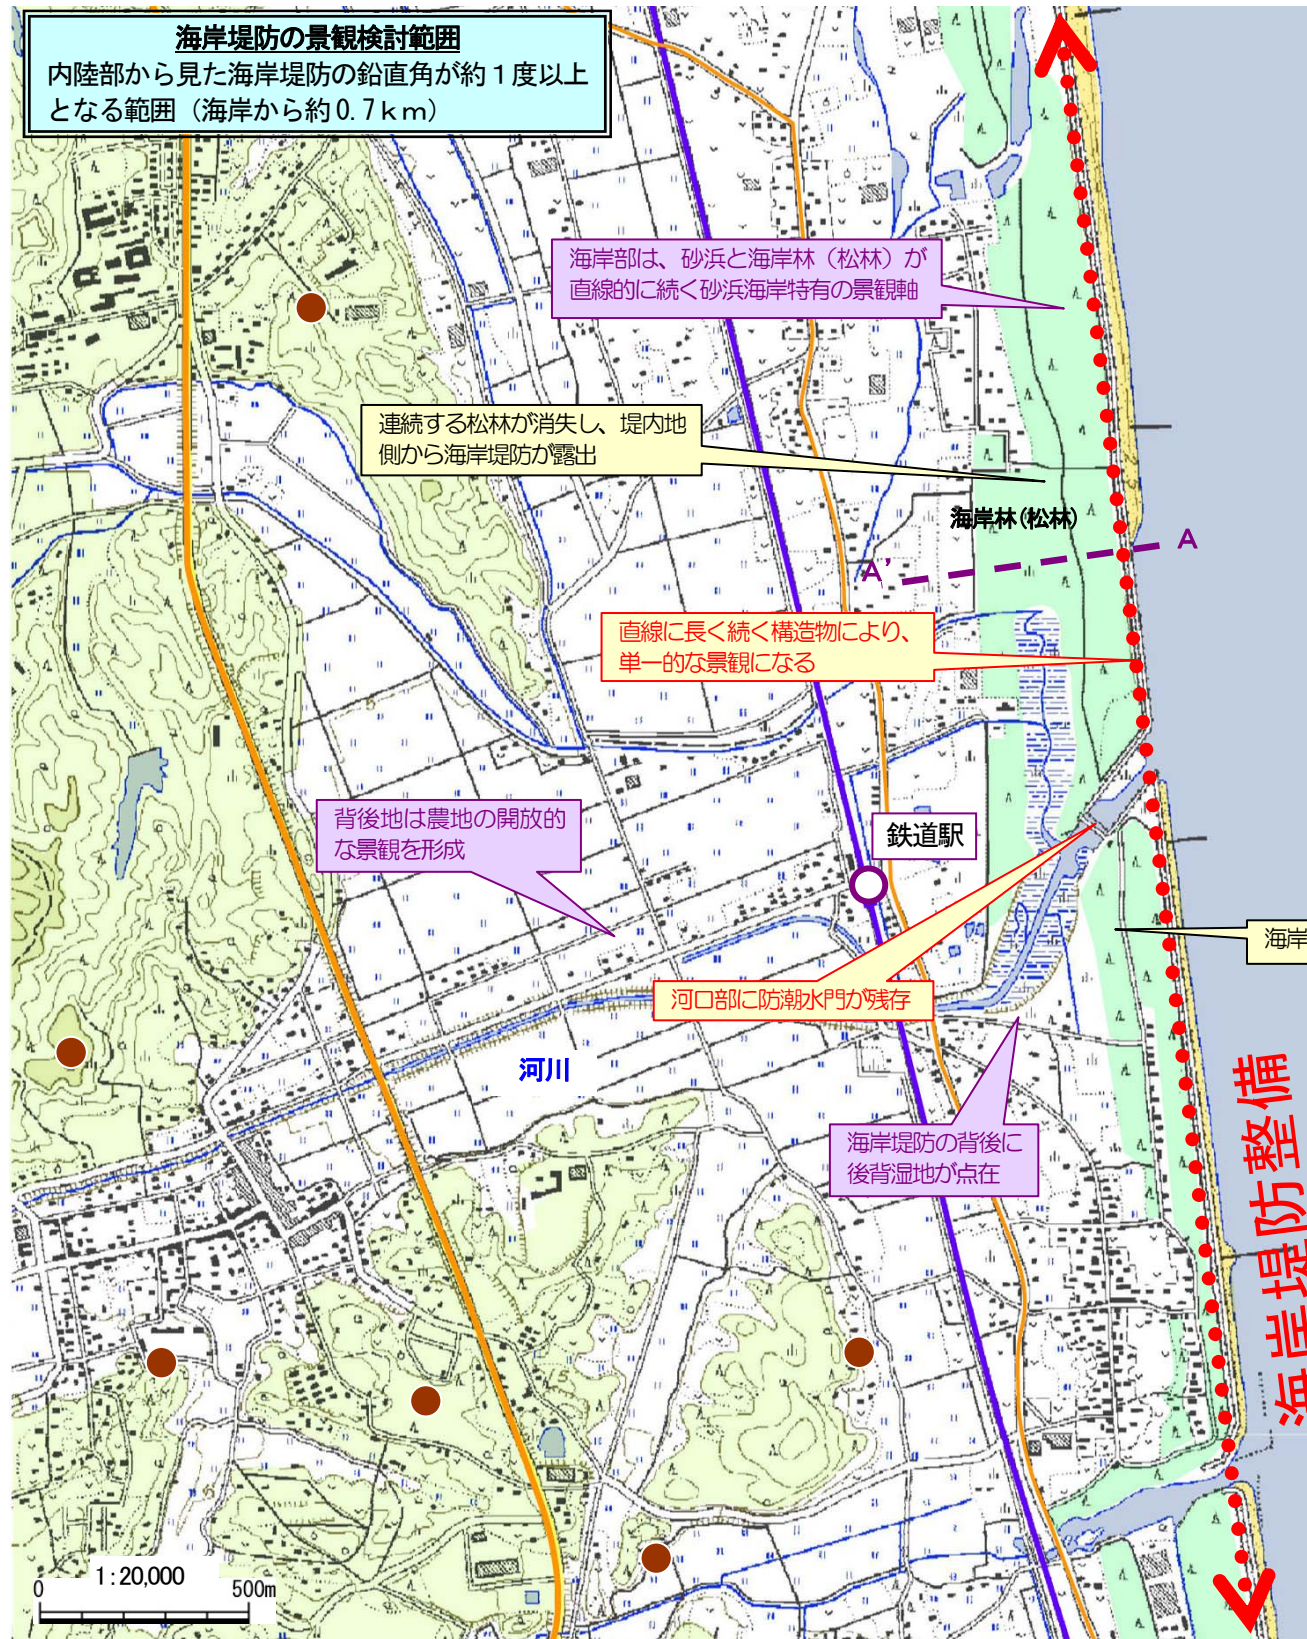 海岸堤防の景観検討範囲
内陸部から見た海岸堤防の鉛直角が約１度以上
となる範囲（海岸から約0.7ｋｍ）
海岸部は、砂浜と海岸林（松林）が
直線的に続く砂浜海岸特有の景観軸
連続する松林が消失し、堤内地
側から海岸堤防が露出
海岸林(松林)
A
A'
直線に長く続く構造物により、
単一的な景観になる
背後地は農地の開放的
な景観を形成
鉄道駅
海岸
河口部に防潮水門が残存
河川
海岸堤防の背後に
後背湿地が点在
海岸堤防整備
1:20,000
0 500m